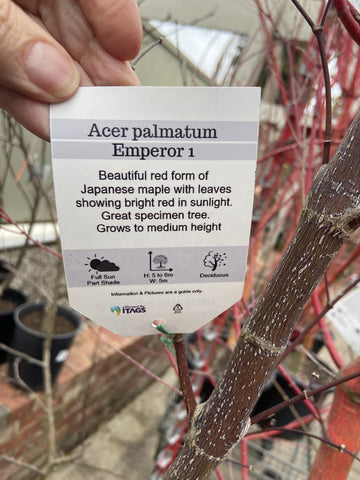 Acer palmatum
Emperor 1
Beautiful red form of
Japanese maple with leaves
showing bright red in sunlight.
Great specimen tree.
Grows to medium height
Full Sun
Part Shade
H: 5 to 6m
W: 5m
Deciduous
Information & Pictures are a guide only.
iTAGS